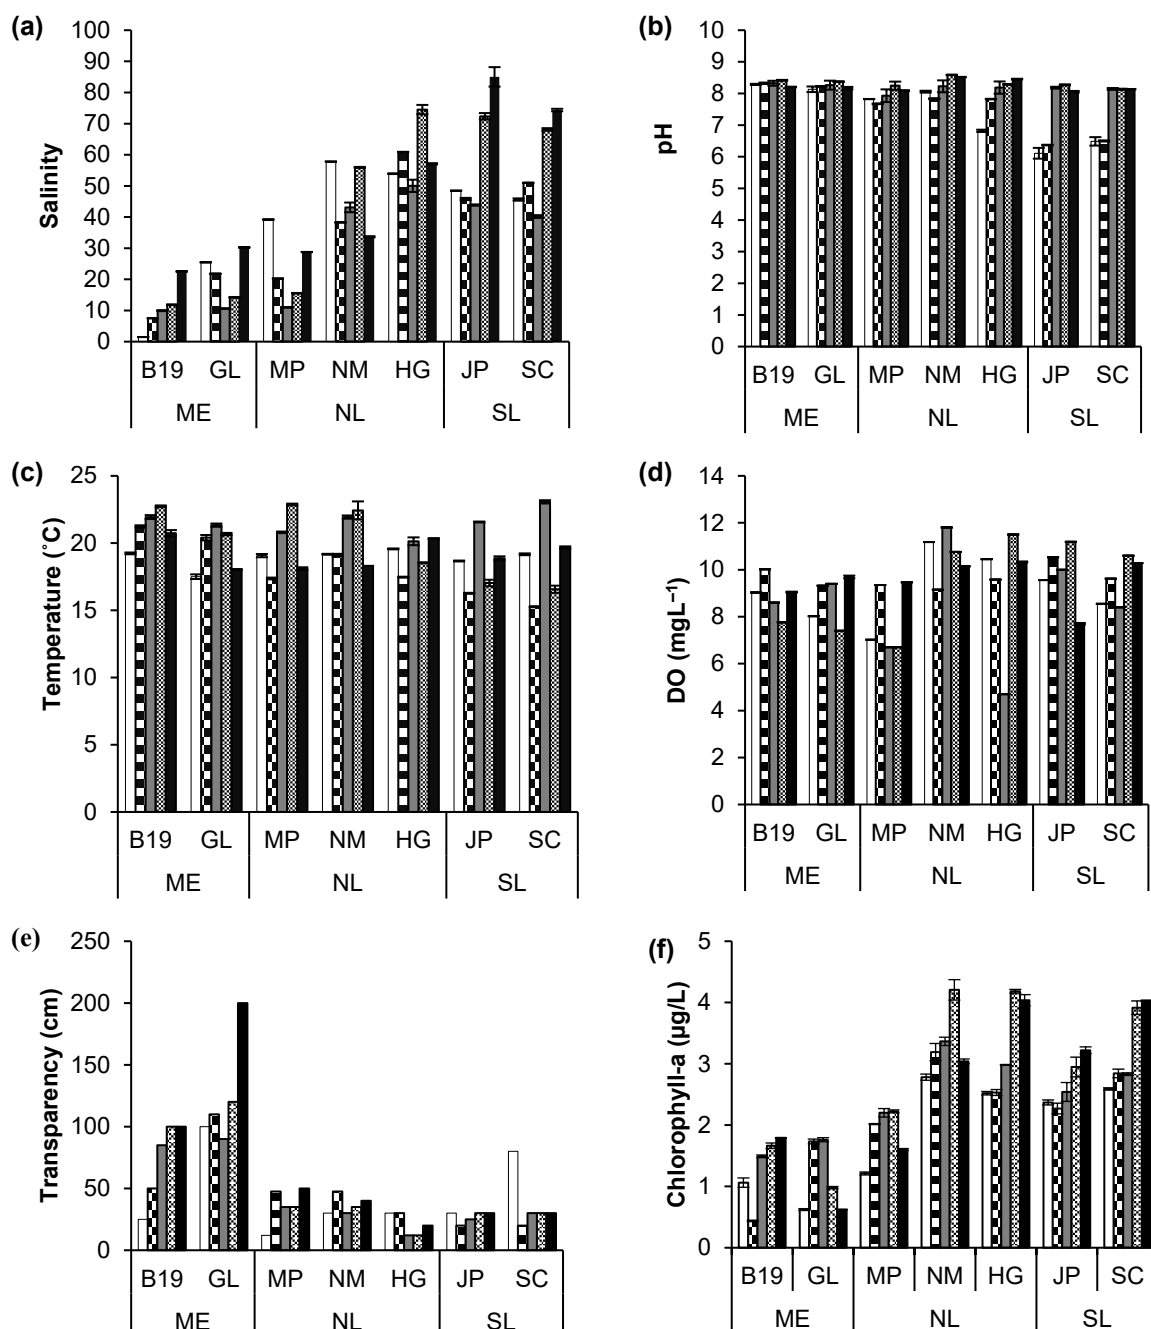 (a)
Salinity
100
90
80
70
60
50
40
30
20
10
0
B19 GL MP NM HG JP SC
ME NL SL
(b)
pH
10
9
8
7
6
5
4
3
2
1
0
B19 GL MP NM HG JP SC
ME NL SL
(c)
Temperature (˚C)
25
20
15
10
5
0
B19 GL MP NM HG JP SC
ME NL SL
(d)
DO (mgL⁻¹)
14
12
10
8
6
4
2
0
B19 GL MP NM HG JP SC
ME NL SL
(e)
Transparency (cm)
250
200
150
100
50
0
B19 GL MP NM HG JP SC
ME NL SL
(f)
Chlorophyll-a (µg/L)
5
4
3
2
1
0
B19 GL MP NM HG JP SC
ME NL SL